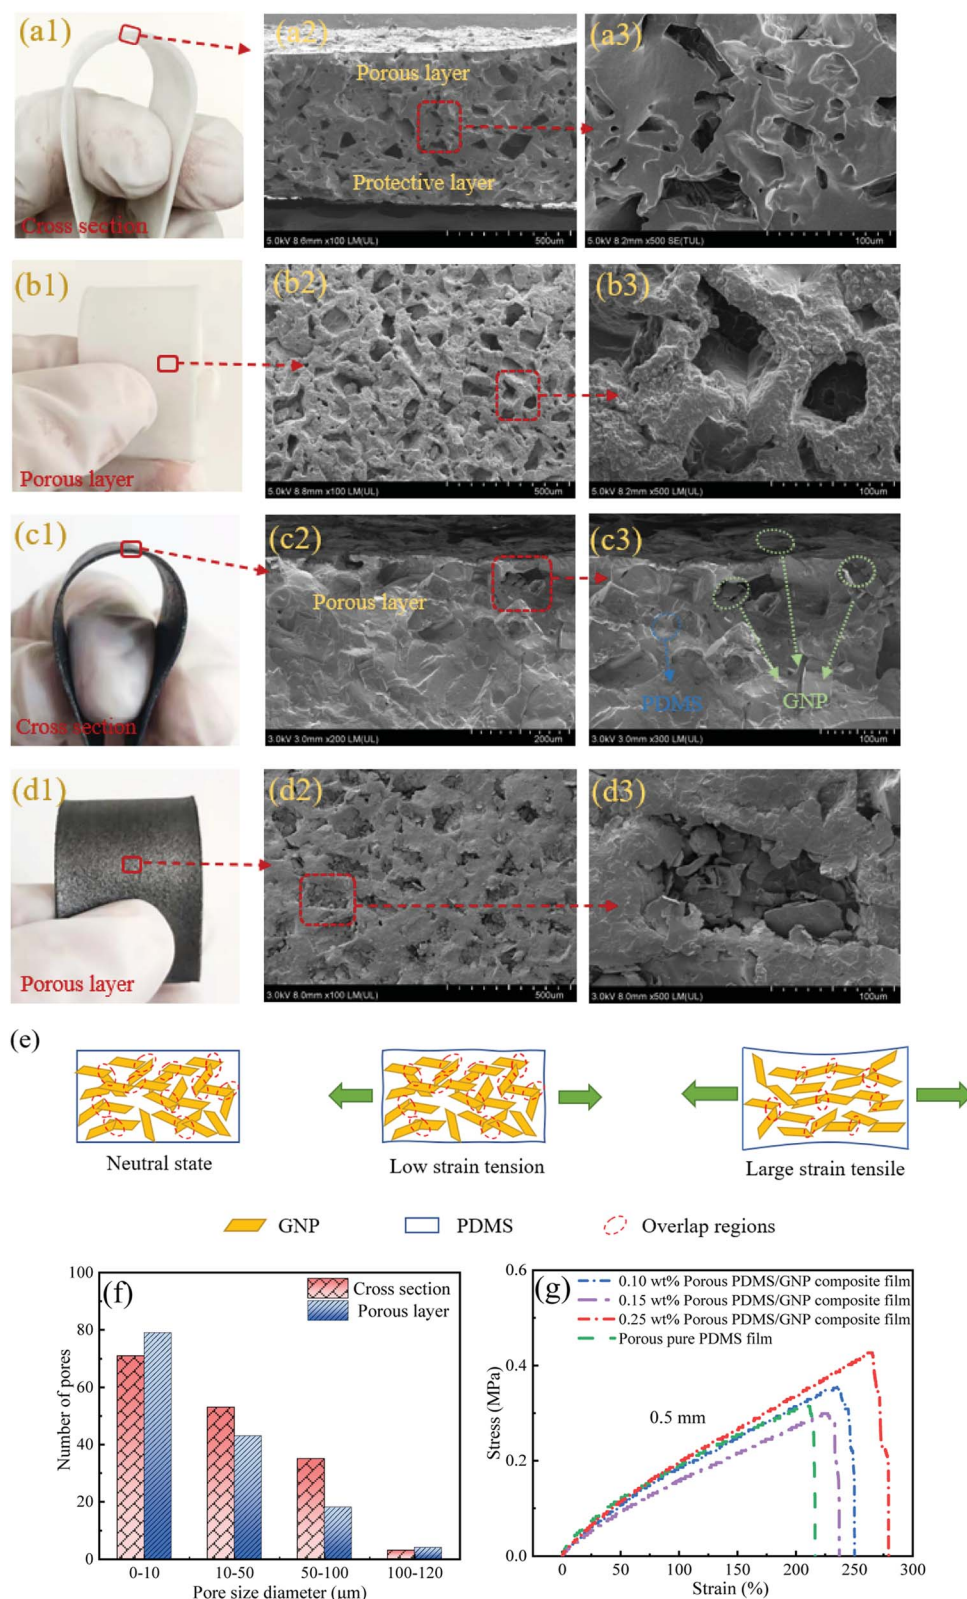 (a1)
Cross section
(a2)
Porous layer
Protective layer
5.0kV 8.6mm x100 LM(UL) 500um
(a3)
5.0kV 8.2mm x500 SE(TUL) 100um
(b1)
Porous layer
(b2)
5.0kV 8.8mm x100 LM(UL) 500um
(b3)
5.0kV 8.2mm x500 LM(UL) 100um
(c1)
Cross section
(c2)
Porous layer
3.0kV 3.0mm x200 LM(UL) 200um
(c3)
PDMS
GNP
3.0kV 3.0mm x300 LM(UL) 100um
(d1)
Porous layer
(d2)
3.0kV 8.0mm x100 LM(UL) 500um
(d3)
3.0kV 8.0mm x500 LM(UL) 100um
(e)
Neutral state
Low strain tension
Large strain tensile
GNP
PDMS
Overlap regions
(f)
Cross section
Porous layer
Number of pores
100
80
60
40
20
0
0-10
10-50
50-100
100-120
Pore size diameter (μm)
(g)
0.10 wt% Porous PDMS/GNP composite film
0.15 wt% Porous PDMS/GNP composite film
0.25 wt% Porous PDMS/GNP composite film
Porous pure PDMS film
0.5 mm
Stress (MPa)
0.6
0.4
0.2
0.0
0
50
100
150
200
250
300
Strain (%)